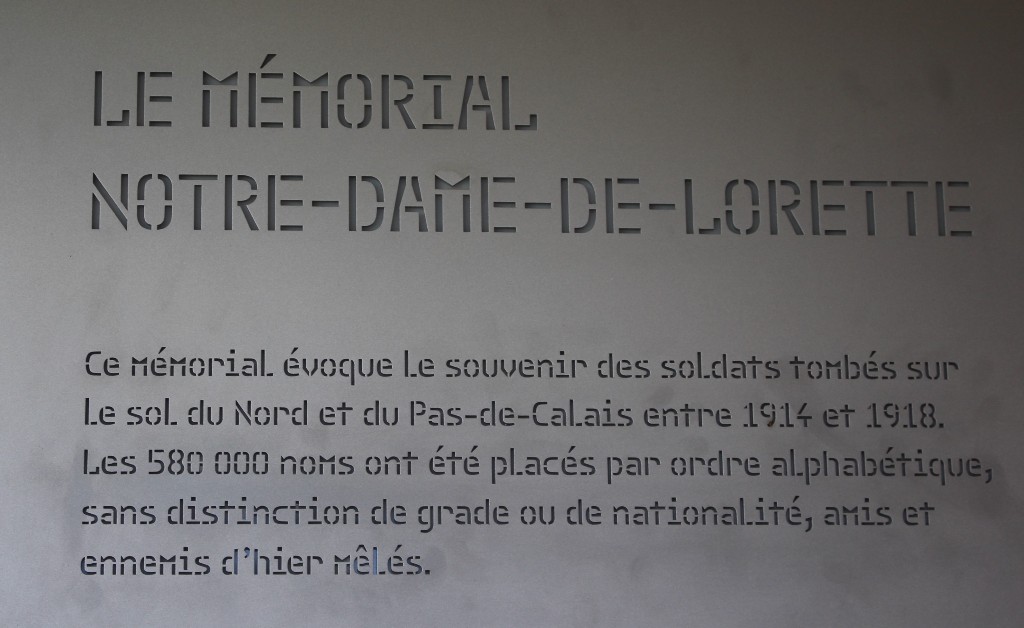 LE MÉMORIAL
NOTRE-DAME-DE-LORETTE
Ce mémorial évoque le souvenir des soldats tombés sur
le sol du Nord et du Pas-de-Calais entre 1914 et 1918.
Les 580 000 noms ont été placés par ordre alphabétique,
sans distinction de grade ou de nationalité, amis et
ennemis d'hier mêlés.